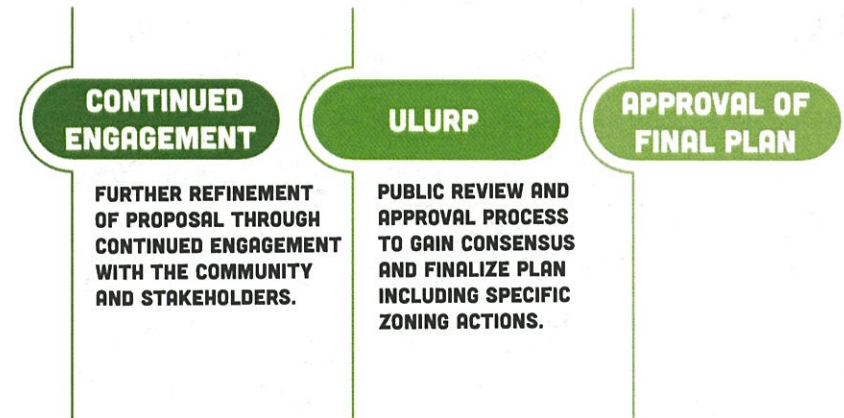 CONTINUED
ENGAGEMENT
FURTHER REFINEMENT
OF PROPOSAL THROUGH
CONTINUED ENGAGEMENT
WITH THE COMMUNITY
AND STAKEHOLDERS.
ULURP
PUBLIC REVIEW AND
APPROVAL PROCESS
TO GAIN CONSENSUS
AND FINALIZE PLAN
INCLUDING SPECIFIC
ZONING ACTIONS.
APPROVAL OF
FINAL PLAN